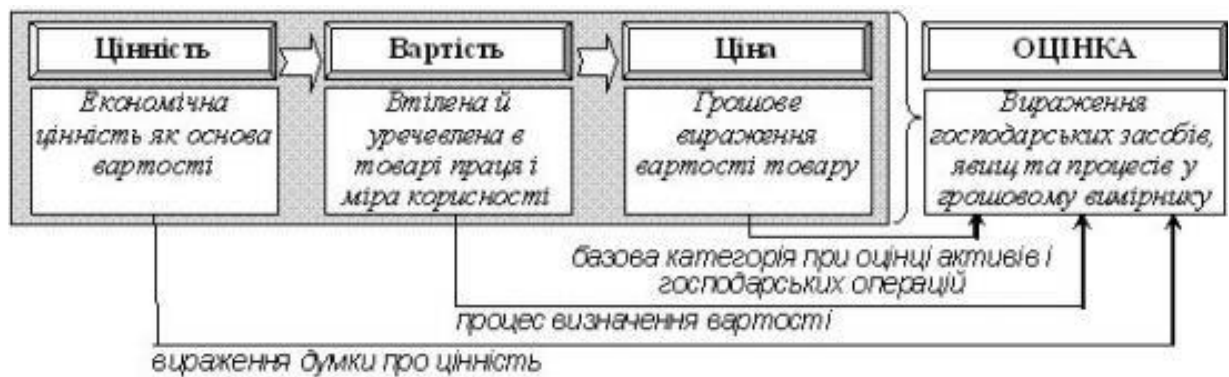 Цінність
Вартість
Ціна
ОЦІНКА
Економічна
цінність як основа
вартості
Втілена й
уречевлена в
товарі праця і
міра корисності
Грошове
вираження
вартості товару
Вираження
господарських засобів,
явищ та процесів у
грошовому вимірнику
базова категорія при оцінці активів і
господарських операцій
процес визначення вартості
вираження думки про цінність